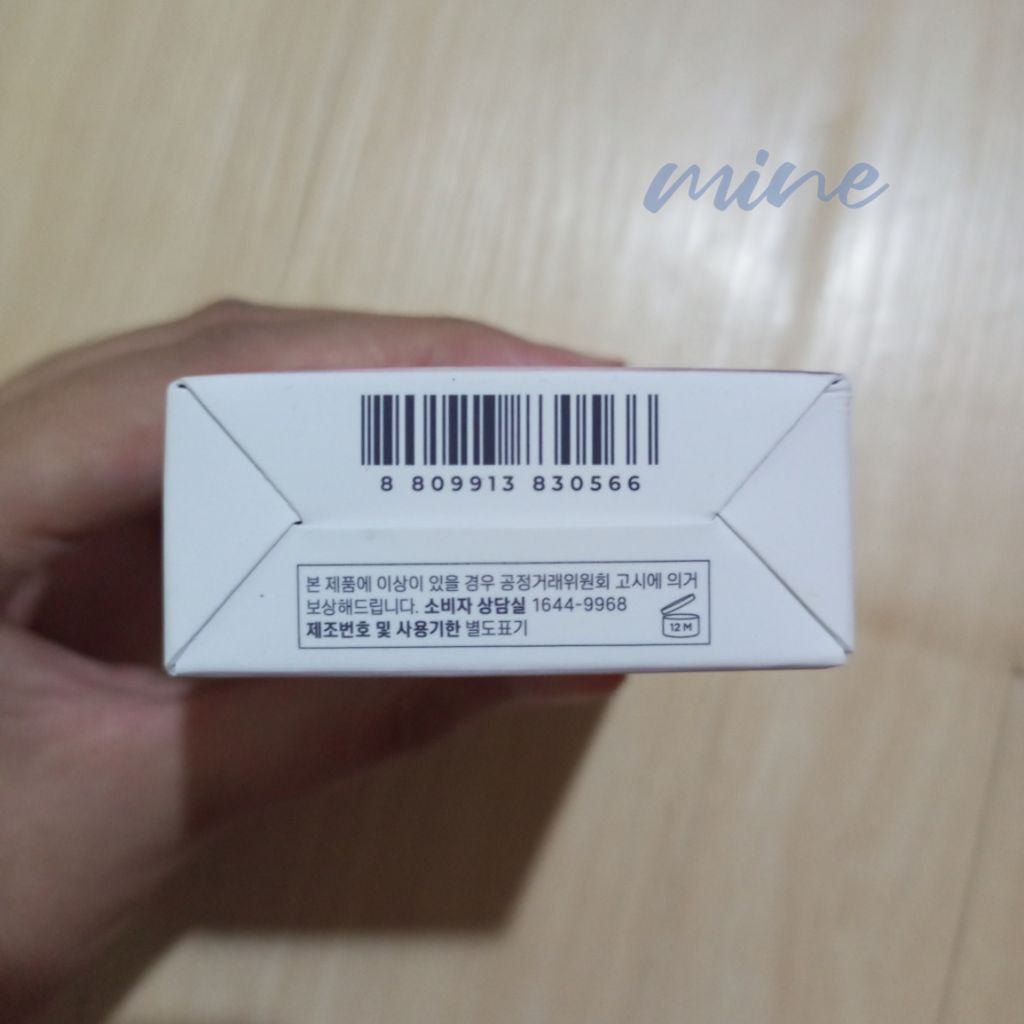 mine
8 809913 830566
본 제품에 이상이 있을 경우 공정거래위원회 고시에 의거
보상해드립니다. 소비자 상담실 1644-9968
제조번호 및 사용기한 별도표기
12M